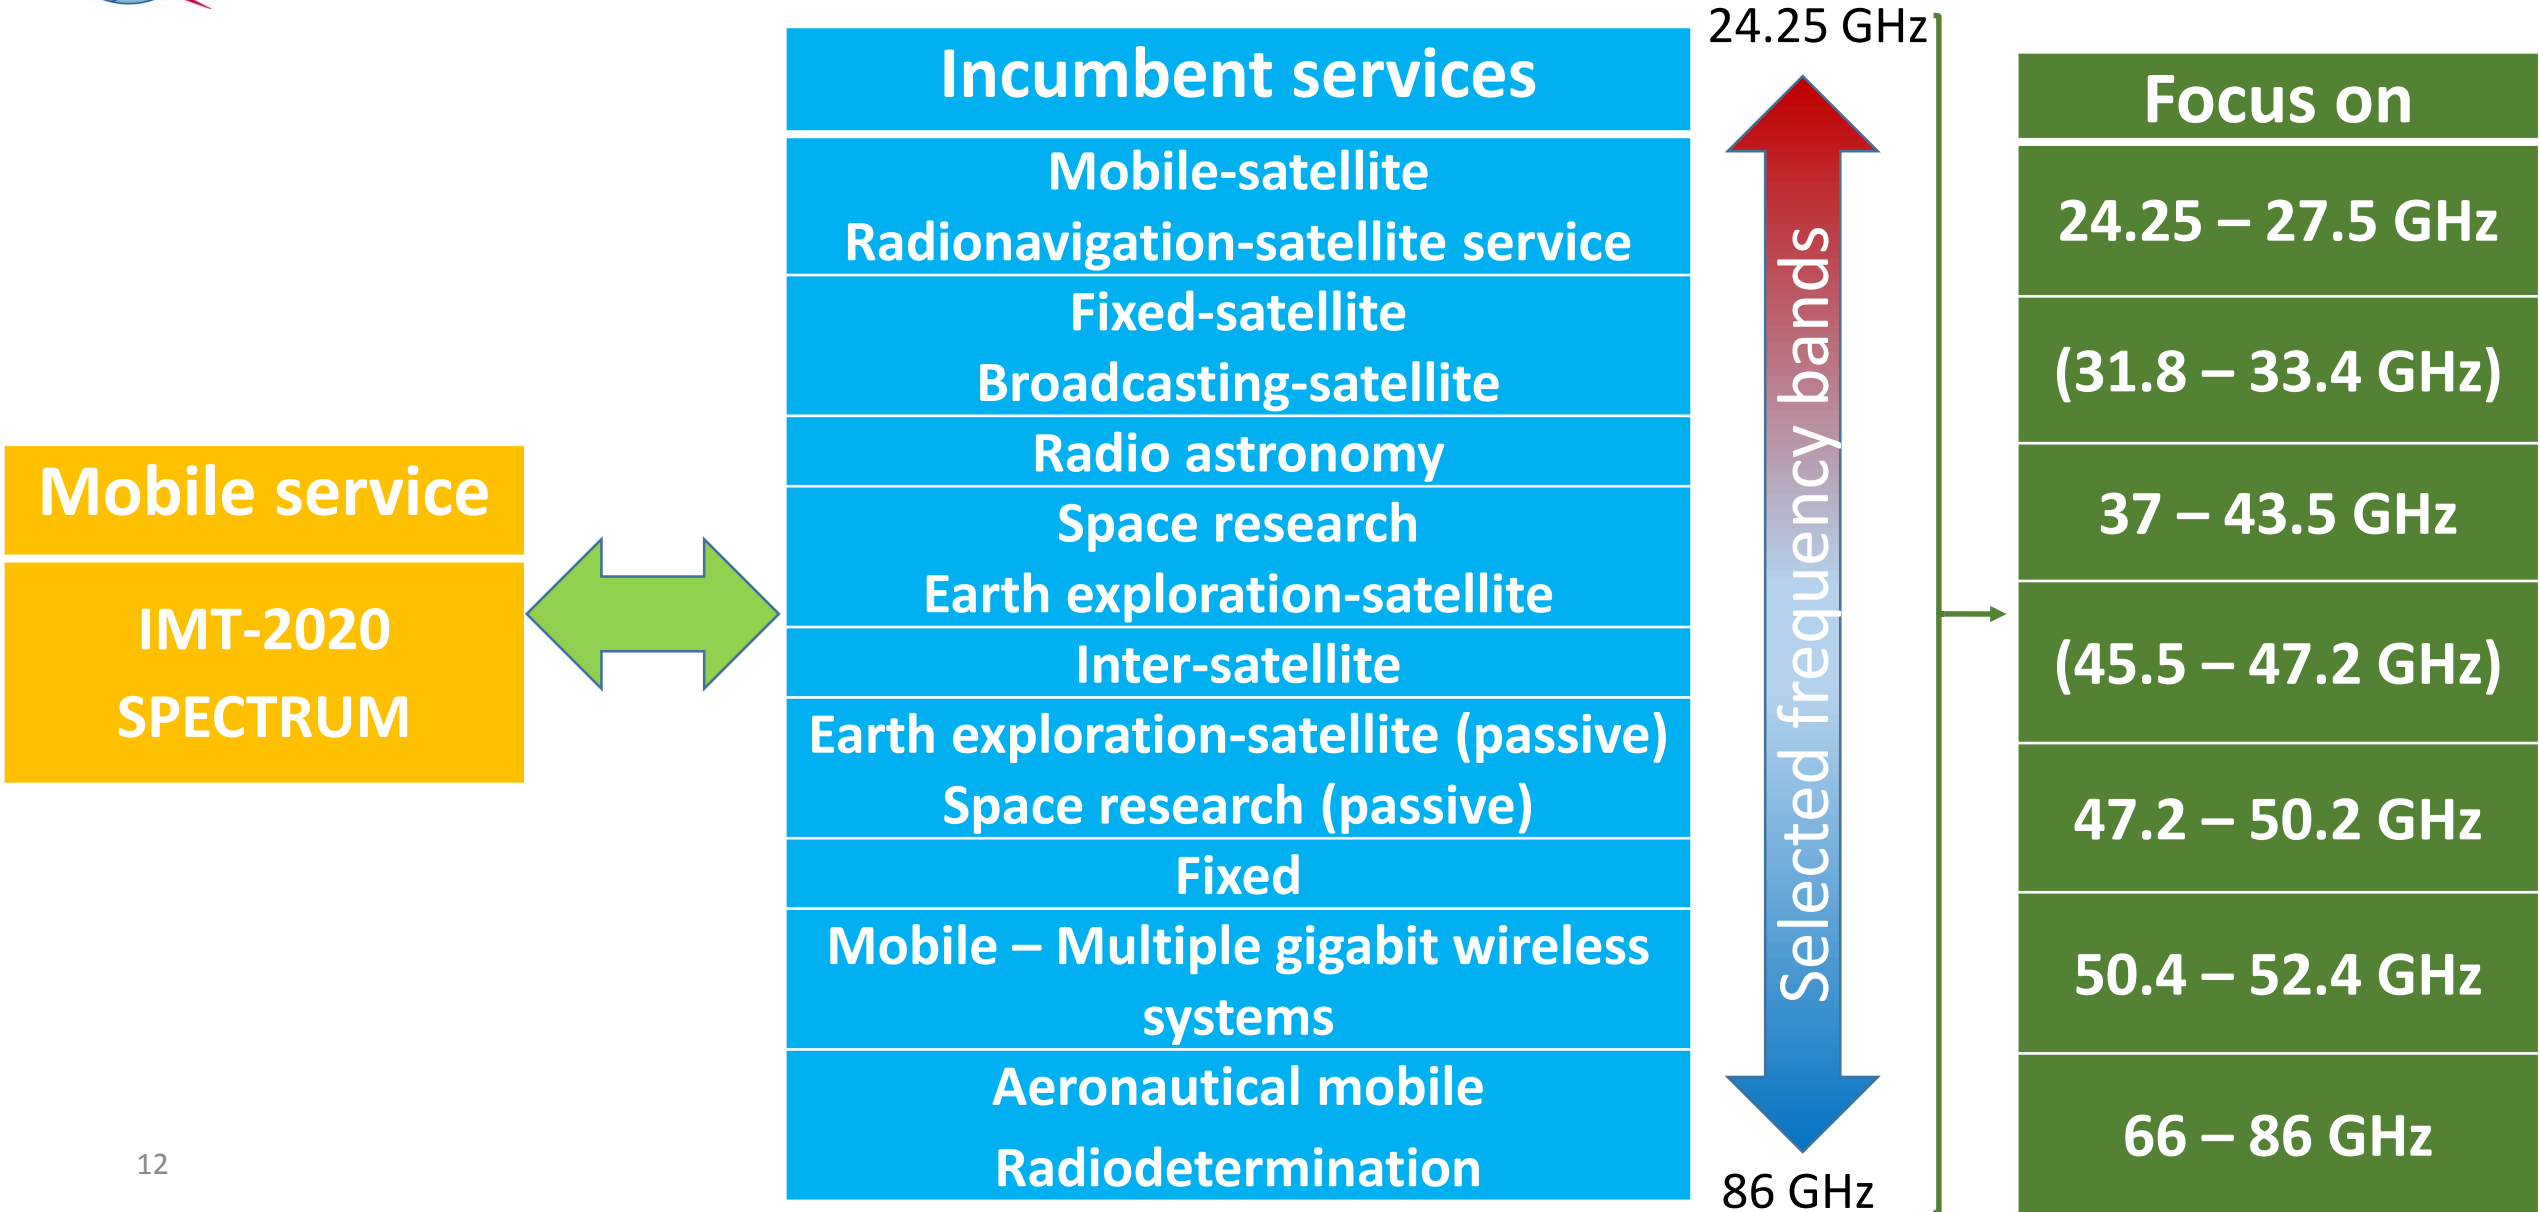 Mobile service
IMT-2020
SPECTRUM
Incumbent services
Mobile-satellite
Radionavigation-satellite service
Fixed-satellite
Broadcasting-satellite
Radio astronomy
Space research
Earth exploration-satellite
Inter-satellite
Earth exploration-satellite (passive)
Space research (passive)
Fixed
Mobile – Multiple gigabit wireless
systems
Aeronautical mobile
Radiodetermination
24.25 GHz
Selected frequency bands
86 GHz
Focus on
24.25 – 27.5 GHz
(31.8 – 33.4 GHz)
37 – 43.5 GHz
(45.5 – 47.2 GHz)
47.2 – 50.2 GHz
50.4 – 52.4 GHz
66 – 86 GHz
12